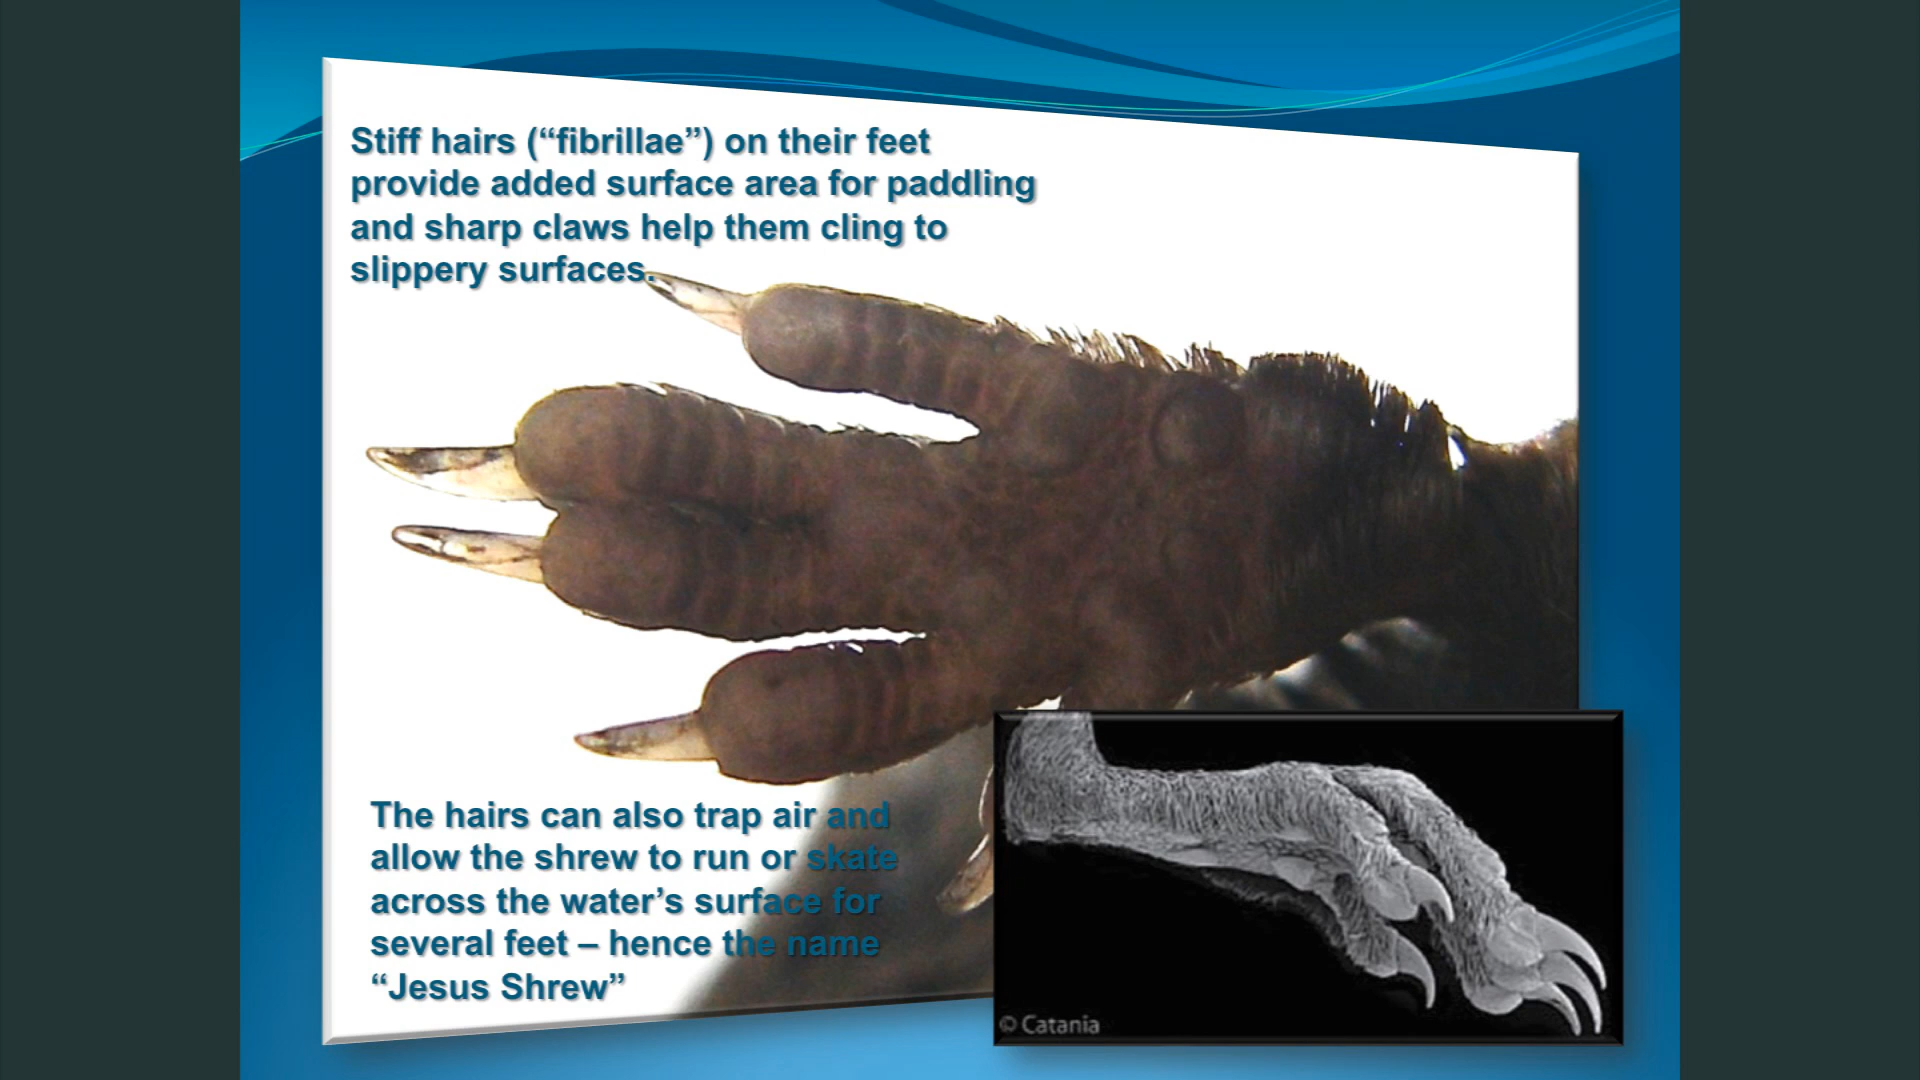 Stiff hairs (“fibrillae”) on their feet
provide added surface area for paddling
and sharp claws help them cling to
slippery surfaces.
The hairs can also trap air and
allow the shrew to run or skate
across the water’s surface for
several feet – hence the name
“Jesus Shrew”
© Catania